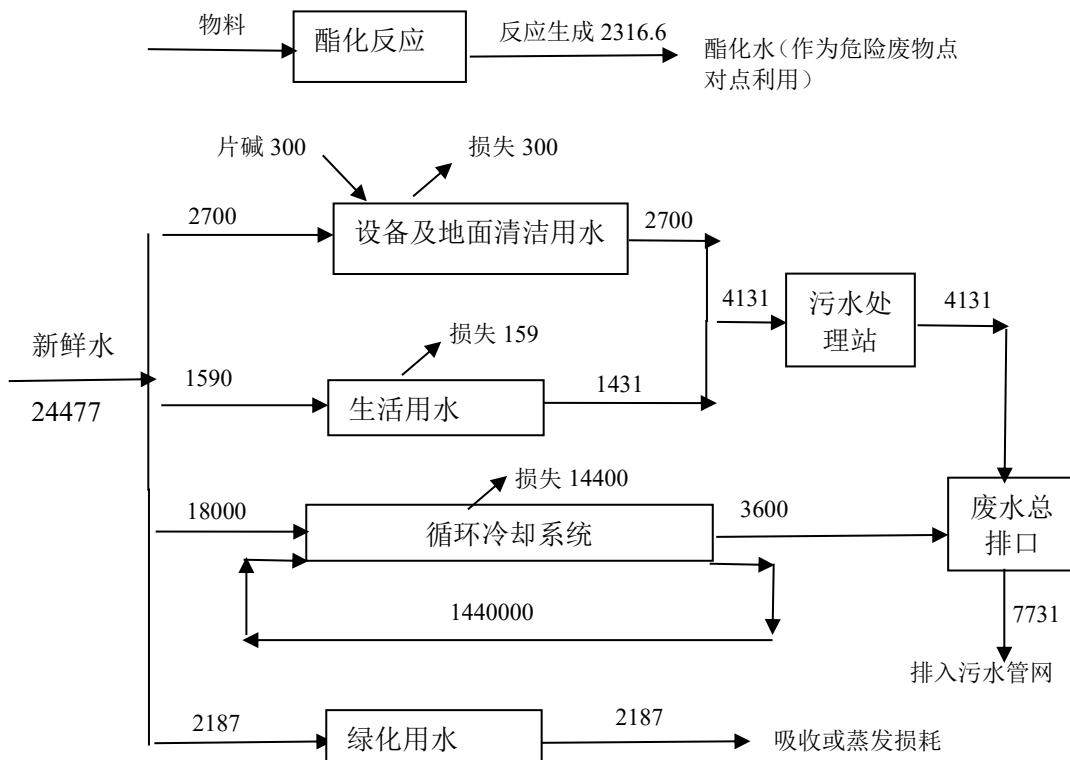 物料
酯化反应
反应生成 2316.6
酯化水（作为危险废物点
对点利用）
片碱 300
损失 300
2700
设备及地面清洁用水
2700
4131
污水处
理站
4131
新鲜水
24477
损失 159
1590
生活用水
1431
损失 14400
18000
循环冷却系统
3600
废水总
排口
1440000
7731
排入污水管网
2187
绿化用水
2187
吸收或蒸发损耗